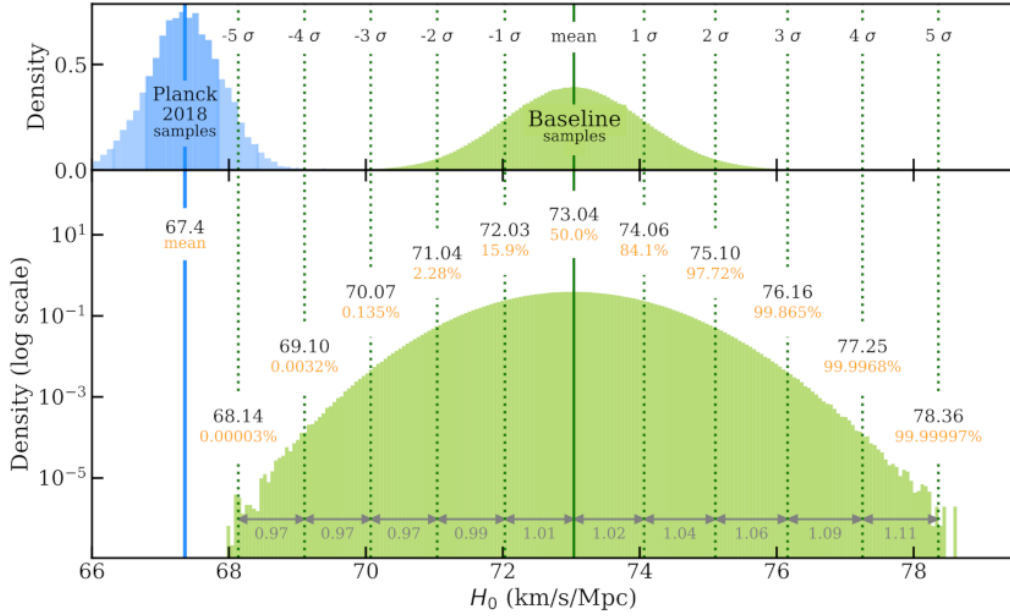 -5 σ
-4 σ
-3 σ
-2 σ
-1 σ
mean
1 σ
2 σ
3 σ
4 σ
5 σ
Density
0.5
0.0
Planck
2018
samples
Baseline
samples
Density (log scale)
10¹
10⁻¹
10⁻³
10⁻⁵
67.4
mean
68.14
0.00003%
69.10
0.0032%
70.07
0.135%
71.04
2.28%
72.03
15.9%
73.04
50.0%
74.06
84.1%
75.10
97.72%
76.16
99.865%
77.25
99.9968%
78.36
99.99997%
0.97
0.97
0.97
0.99
1.01
1.02
1.04
1.06
1.09
1.11
66
68
70
72
74
76
78
H₀ (km/s/Mpc)